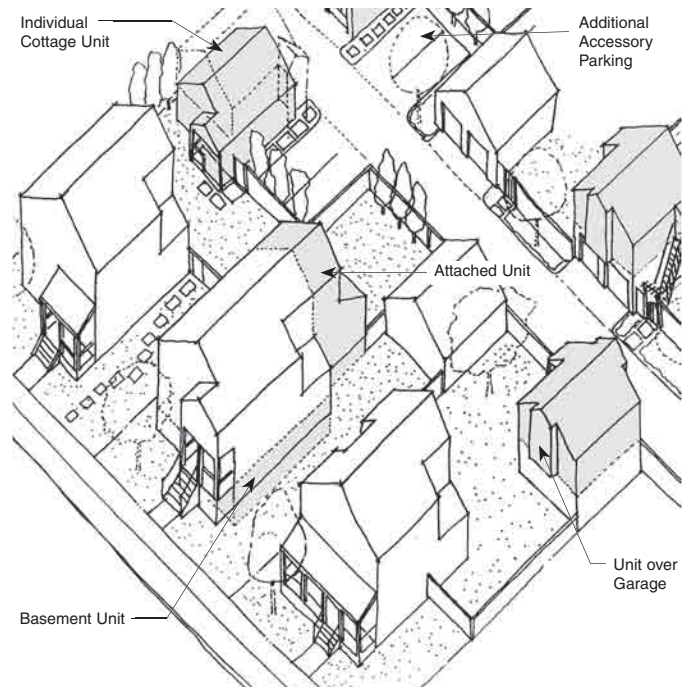 Individual
Cottage Unit
Additional
Accessory
Parking
Attached Unit
Unit over
Garage
Basement Unit